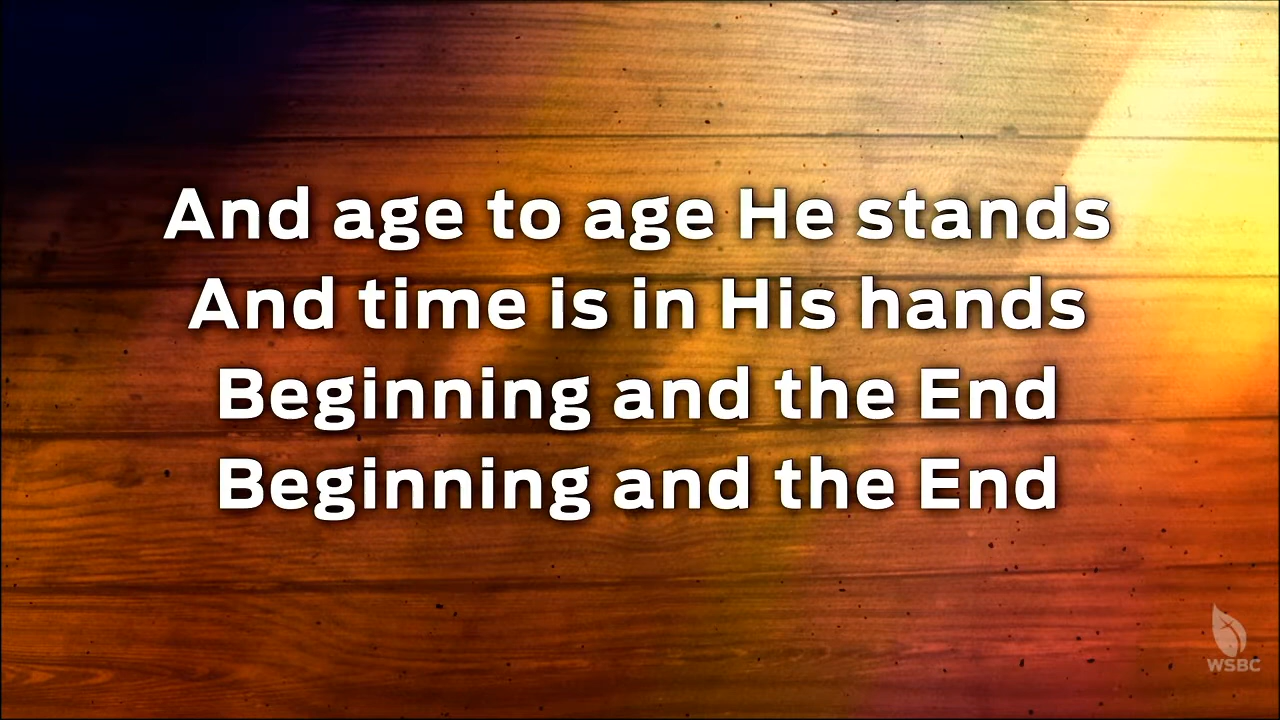 And age to age He stands
And time is in His hands
Beginning and the End
Beginning and the End
WSBC